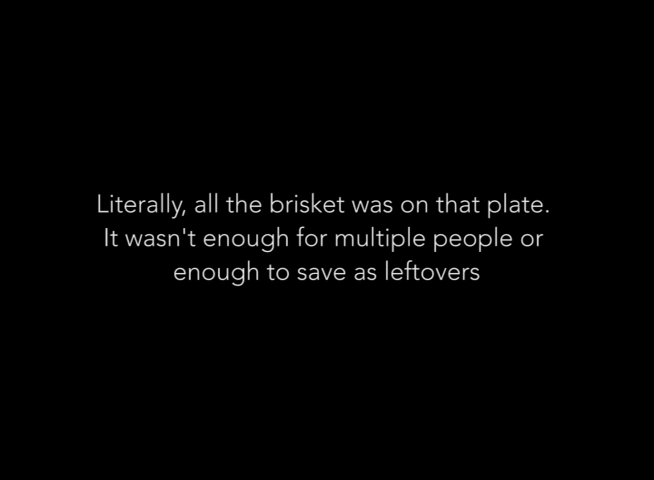 Literally, all the brisket was on that plate.
It wasn't enough for multiple people or
enough to save as leftovers